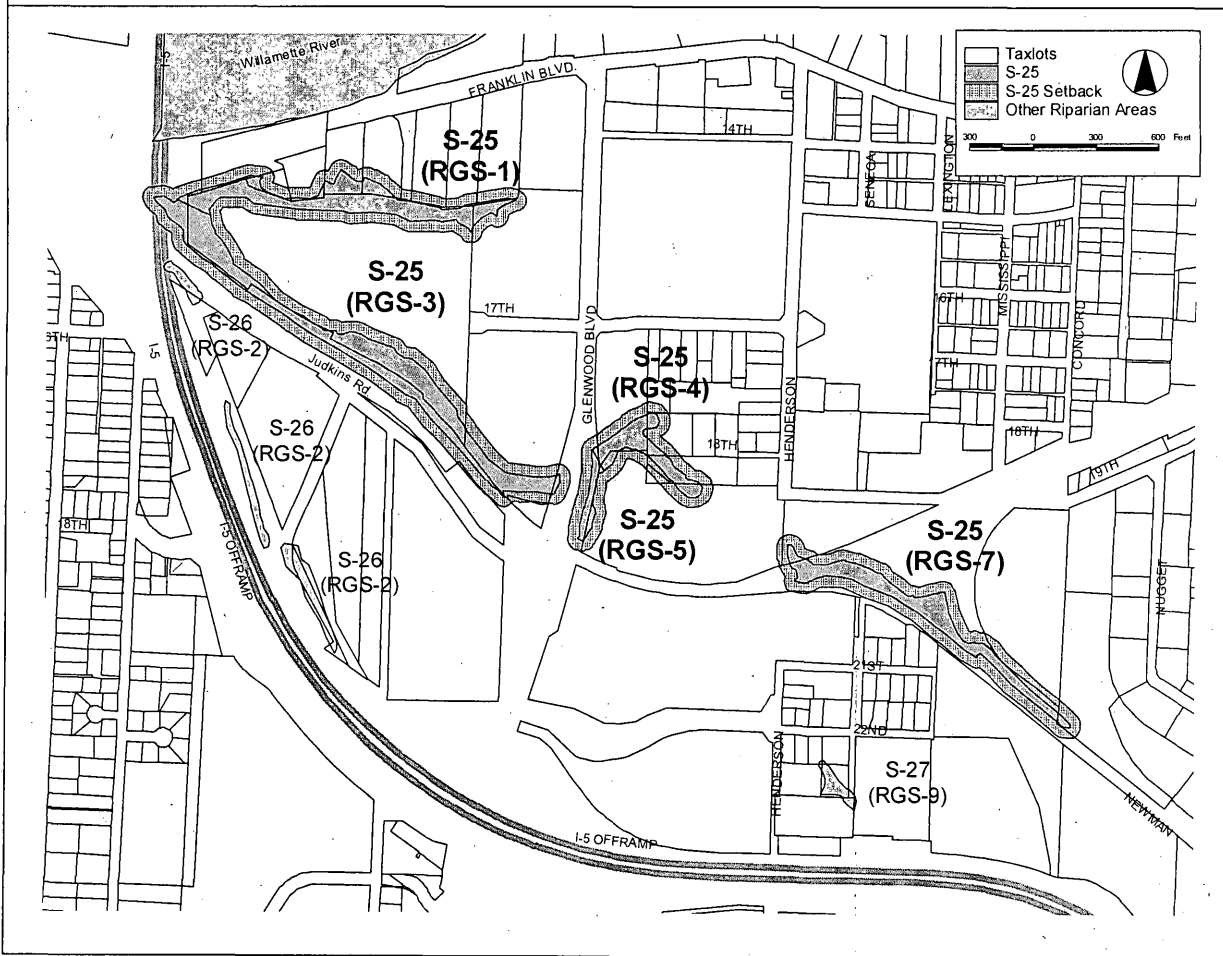 Willamette River
FRANKLIN BLVD.
Taxlots
S-25
S-25 Setback
Other Riparian Areas
300 0 300 600 Feet
I-5
14TH
S-25
(RGS-1)
SENECA
LEXINGTON
MISSISSIPPI
CONCORD
S-25
(RGS-3)
16TH
17TH
S-26
(RGS-2)
Judkins Rd
GLENWOOD BLVD
S-25
(RGS-4)
HENDERSON
17TH
I-5
S-26
(RGS-2)
18TH
18TH
19TH
S-25
(RGS-5)
S-25
(RGS-7)
18TH
I-5 OFFRAMP
S-26
(RGS-2)
NUGGET
21ST
22ND
HENDERSON
S-27
(RGS-9)
NEWMAN
I-5 OFFRAMP